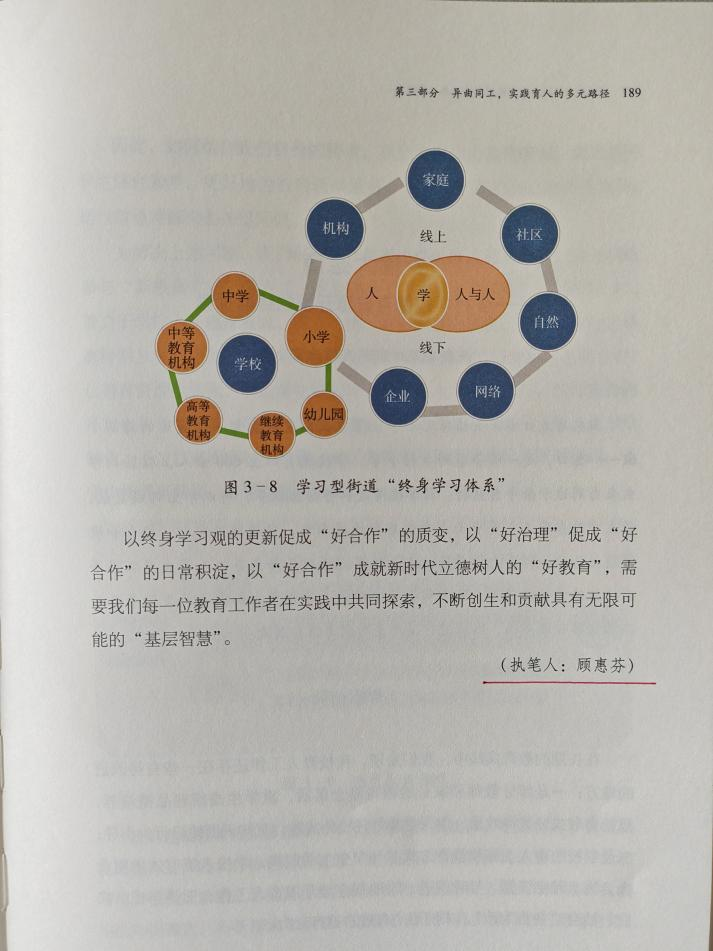 第三部分 异曲同工，实践育人的多元路径 189
家庭
机构
线上
社区
人
学
人与人
中学
自然
小学
中等
教育
机构
学校
线下
企业
网络
高等
教育
机构
继续
教育
机构
幼儿园
图 3-8 学习型街道“终身学习体系”
以终身学习观的更新促成“好合作”的质变，以“好治理”促成“好
合作”的日常积淀，以“好合作”成就新时代立德树人的“好教育”，需
要我们每一位教育工作者在实践中共同探索，不断创生和贡献具有无限可
能的“基层智慧”。
（执笔人：顾惠芬）